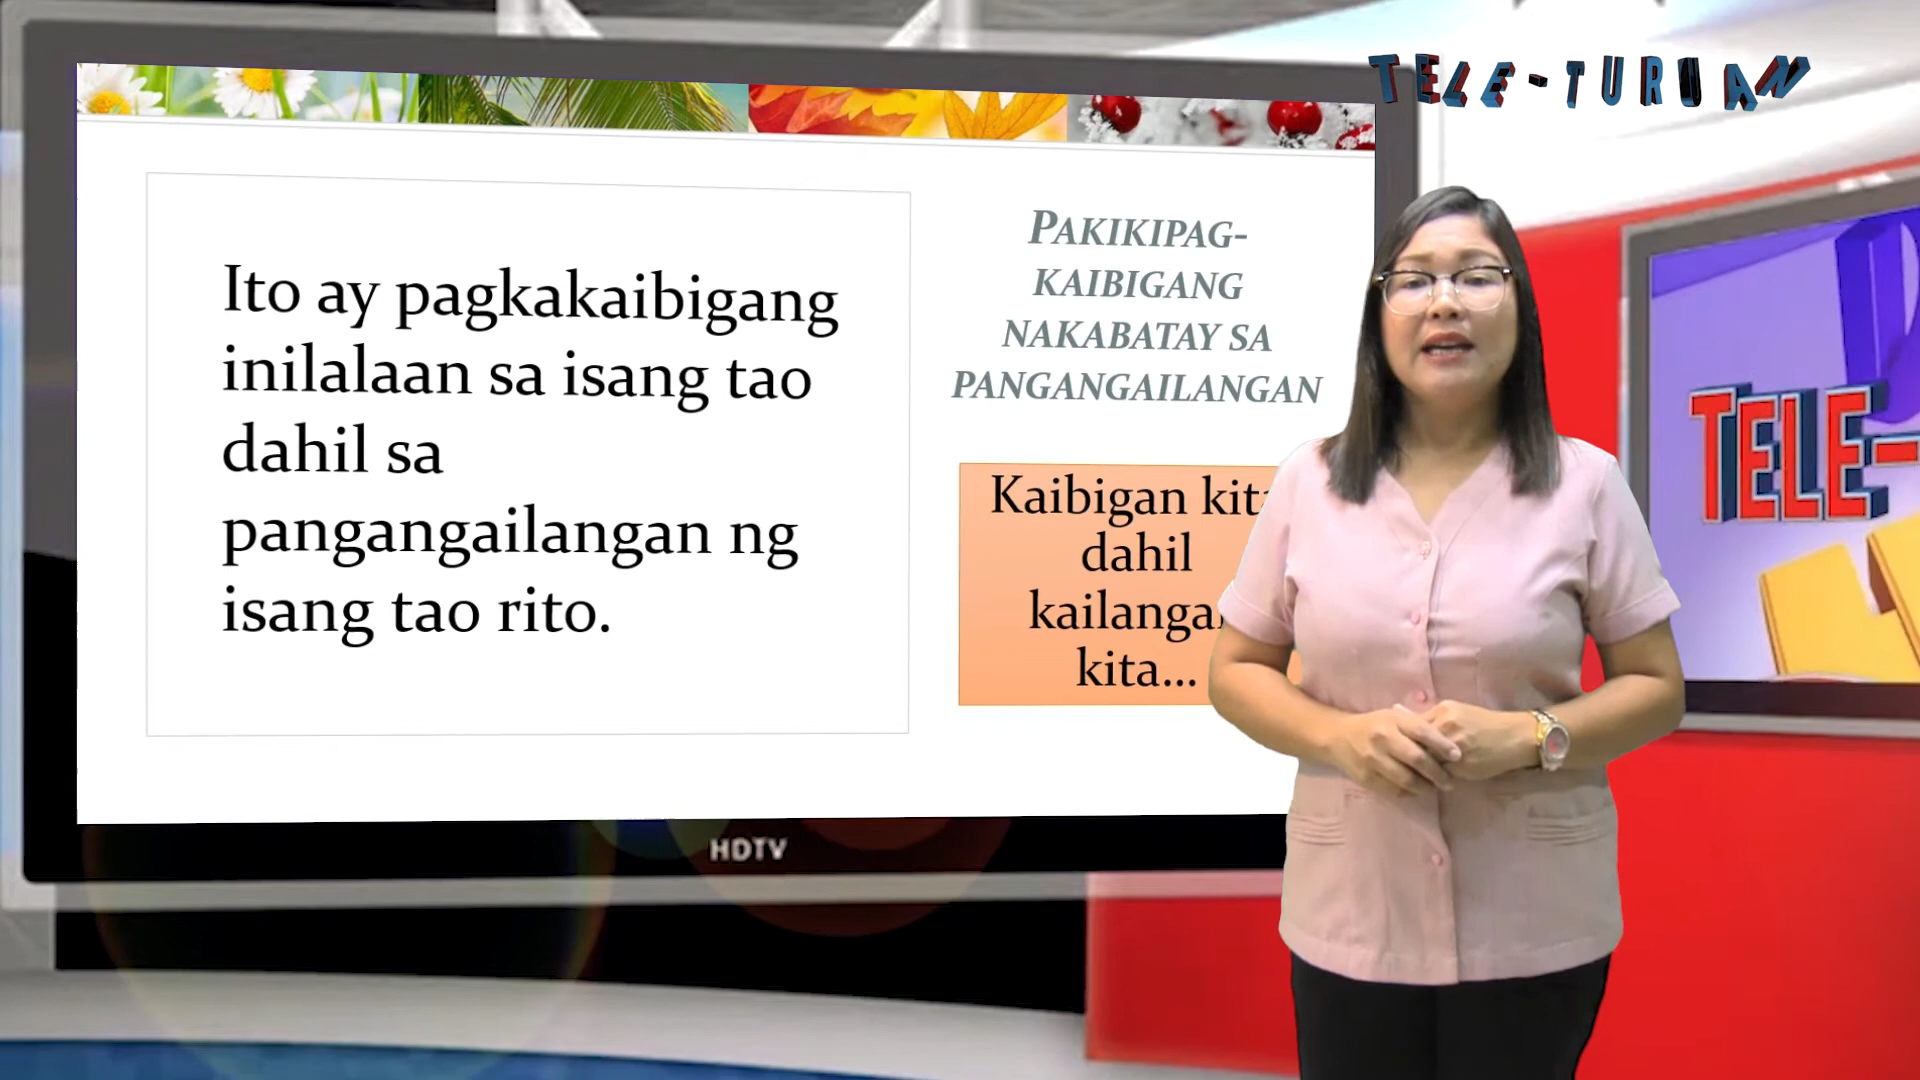 TELE-TURUAN
Ito ay pagkakaibigang
inilalaan sa isang tao
dahil sa
pangangailangan ng
isang tao rito.
PAKIKIPAG-
KAIBIGANG
NAKABATAY SA
PANGANGAILANGAN
Kaibigan
dahil
kita...
TELE-
HDTV